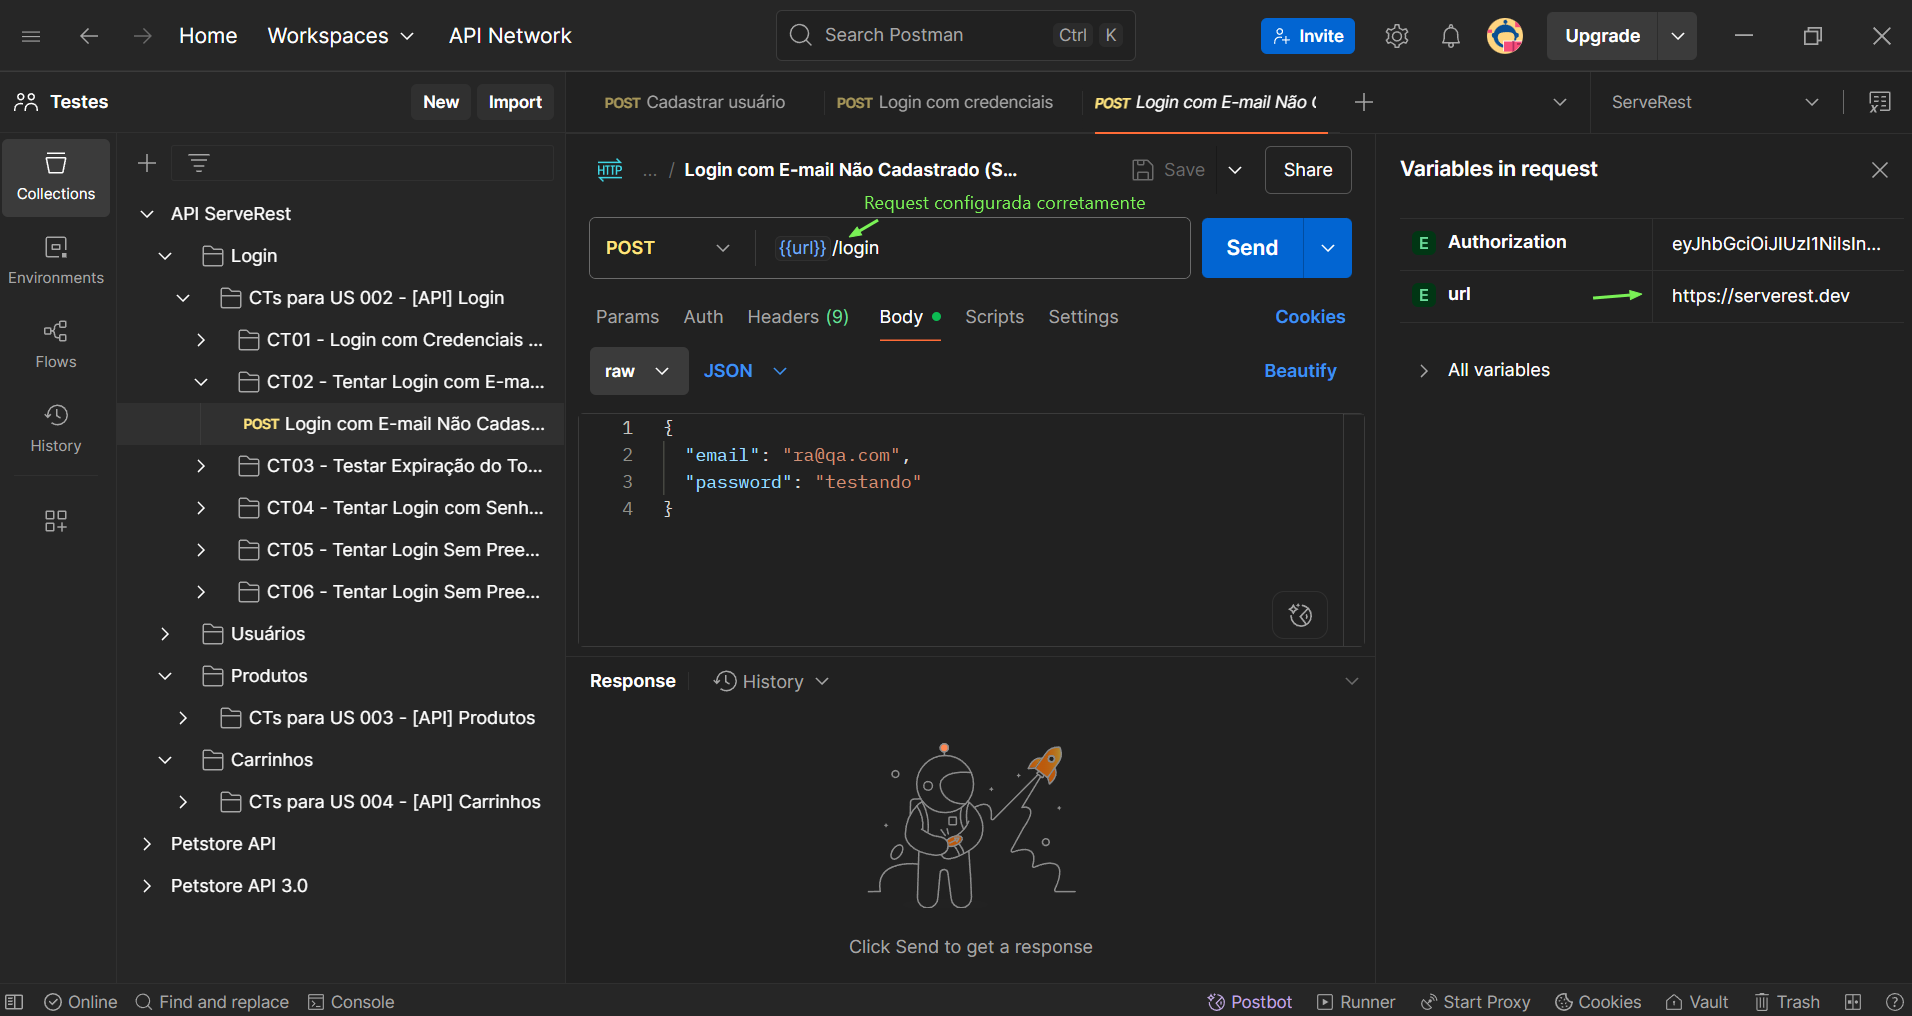 Home Workspaces API Network Search Postman Ctrl K Invite Upgrade
Testes New Import
POST Cadastrar usuário POST Login com credenciais POST Login com E-mail Não ServeRest
Collections
Environments
Flows
History
API ServeRest
Login
CTs para US 002 - [API] Login
CT01 - Login com Credenciais ...
CT02 - Tentar Login com E-ma...
POST Login com E-mail Não Cadas...
CT03 - Testar Expiração do To...
CT04 - Tentar Login com Senh...
CT05 - Tentar Login Sem Pree...
CT06 - Tentar Login Sem Pree...
Usuários
Produtos
CTs para US 003 - [API] Produtos
Carrinhos
CTs para US 004 - [API] Carrinhos
Petstore API
Petstore API 3.0
HTTP ... / Login com E-mail Não Cadastrado (S... Save Share
Request configurada corretamente
POST {{url}} /login Send
Params Auth Headers (9) Body Scripts Settings Cookies
raw JSON Beautify
1 {
2 "email": "ra@qa.com",
3 "password": "testando"
4 }
Response History
Click Send to get a response
Variables in request
E Authorization eyJhbGciOiJIUzI1NiIsIn...
E url https://serverest.dev
All variables
Online Find and replace Console Postbot Runner Start Proxy Cookies Vault Trash